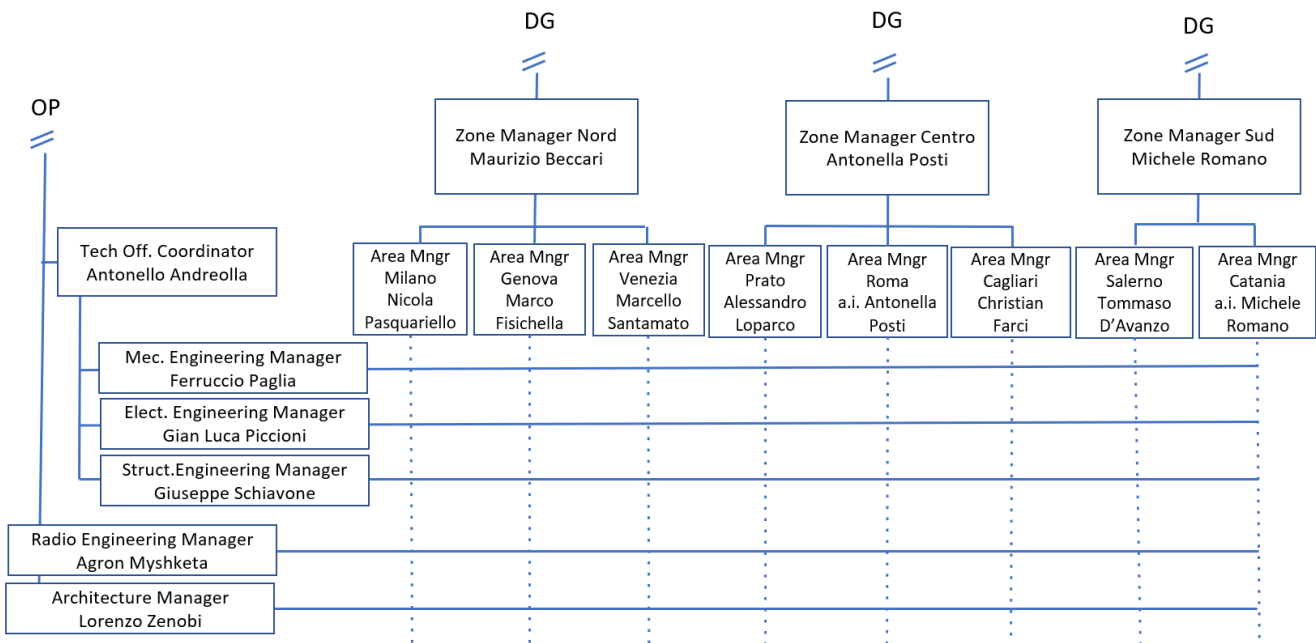 DG
DG
DG
OP
Zone Manager Nord
Maurizio Beccari
Zone Manager Centro
Antonella Posti
Zone Manager Sud
Michele Romano
Tech Off. Coordinator
Antonello Andreolla
Area Mngr
Milano
Nicola
Pasquariello
Area Mngr
Genova
Marco
Fisichella
Area Mngr
Venezia
Marcello
Santamato
Area Mngr
Prato
Alessandro
Loparco
Area Mngr
Roma
a.i. Antonella
Posti
Area Mngr
Cagliari
Christian
Farci
Area Mngr
Salerno
Tommaso
D’Avanzo
Area Mngr
Catania
a.i. Michele
Romano
Mec. Engineering Manager
Ferruccio Paglia
Elect. Engineering Manager
Gian Luca Piccioni
Struct.Engineering Manager
Giuseppe Schiavone
Radio Engineering Manager
Agron Myshketa
Architecture Manager
Lorenzo Zenobi